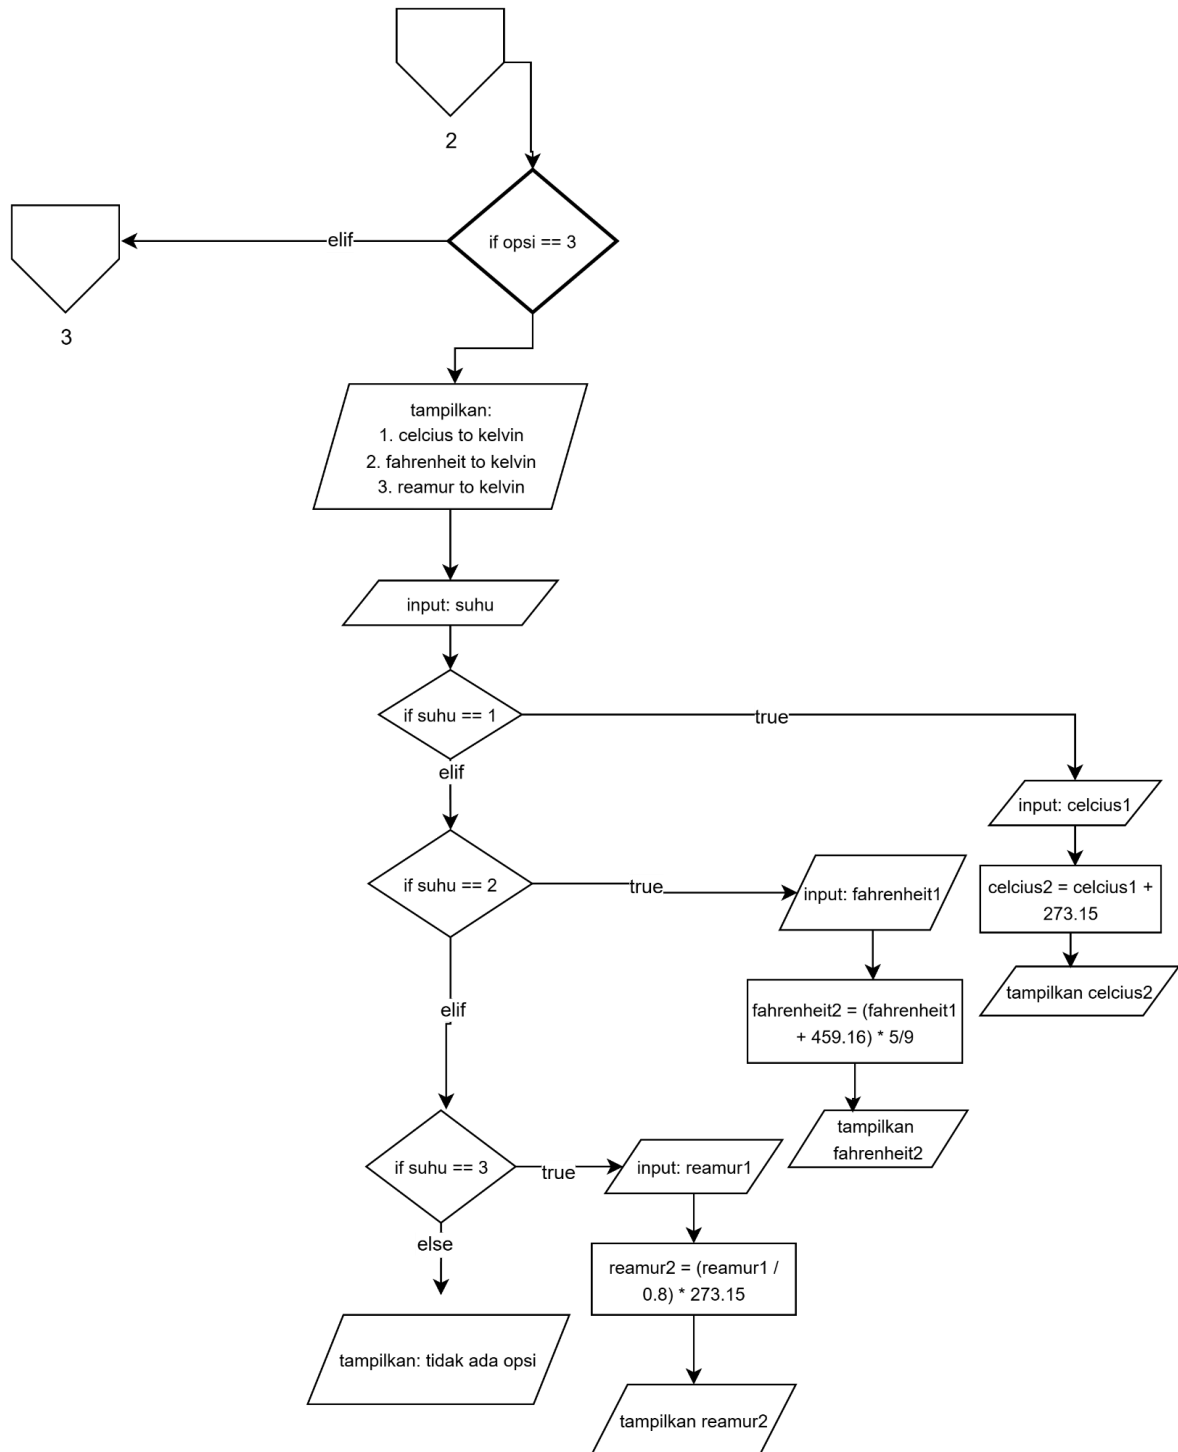 2
if opsi == 3
elif
3
tampilkan:
1. celcius to kelvin
2. fahrenheit to kelvin
3. reamur to kelvin
input: suhu
if suhu == 1
true
elif
input: celcius1
celcius2 = celcius1 +
273.15
tampilkan celcius2
if suhu == 2
true
input: fahrenheit1
fahrenheit2 = (fahrenheit1
+ 459.16) * 5/9
tampilkan
fahrenheit2
elif
if suhu == 3
true
input: reamur1
reamur2 = (reamur1 /
0.8) * 273.15
tampilkan reamur2
else
tampilkan: tidak ada opsi